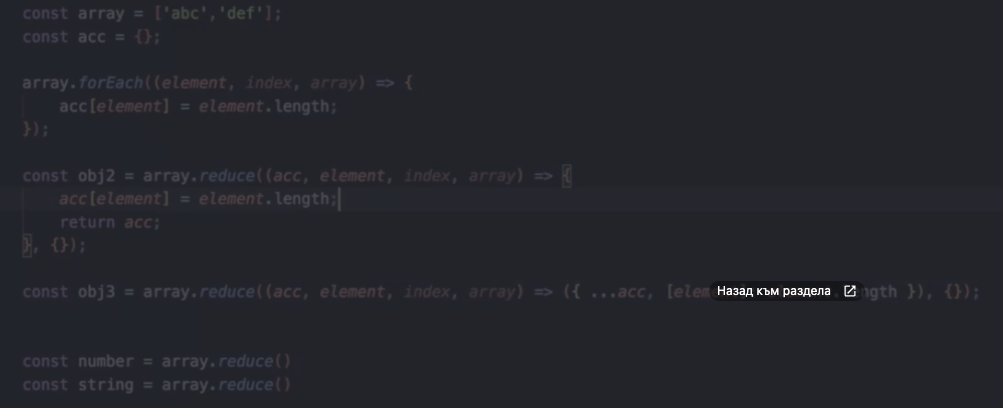 const array = ['abc','def'];
const acc = {};
array.forEach((element, index, array) => {
acc[element] = element.length;
});
const obj2 = array.reduce((acc, element, index, array) => {
acc[element] = element.length;
return acc;
}, {});
const obj3 = array.reduce((acc, element, index, array) => ({ ...acc, [elem Назад към раздела ngth }), {});
const number = array.reduce()
const string = array.reduce()